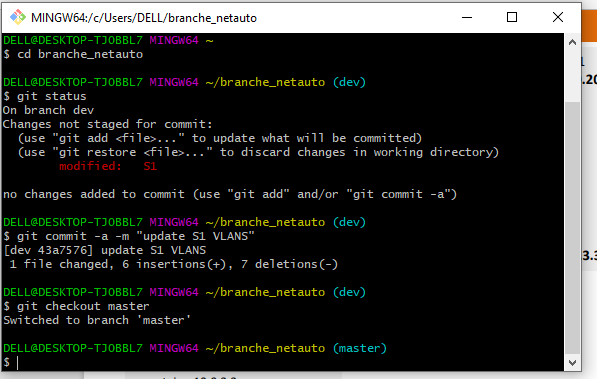 MINGW64:/c/Users/DELL/branche_netauto
DELL@DESKTOP-TJOBBL7 MINGW64 ~
$ cd branche_netauto
DELL@DESKTOP-TJOBBL7 MINGW64 ~/branche_netauto (dev)
$ git status
On branch dev
Changes not staged for commit:
(use "git add <file>..." to update what will be committed)
(use "git restore <file>..." to discard changes in working directory)
modified: S1
no changes added to commit (use "git add" and/or "git commit -a")
DELL@DESKTOP-TJOBBL7 MINGW64 ~/branche_netauto (dev)
$ git commit -a -m "update S1 VLANS"
[dev 43a7576] update S1 VLANS
1 file changed, 6 insertions(+), 7 deletions(-)
DELL@DESKTOP-TJOBBL7 MINGW64 ~/branche_netauto (dev)
$ git checkout master
Switched to branch 'master'
DELL@DESKTOP-TJOBBL7 MINGW64 ~/branche_netauto (master)
$